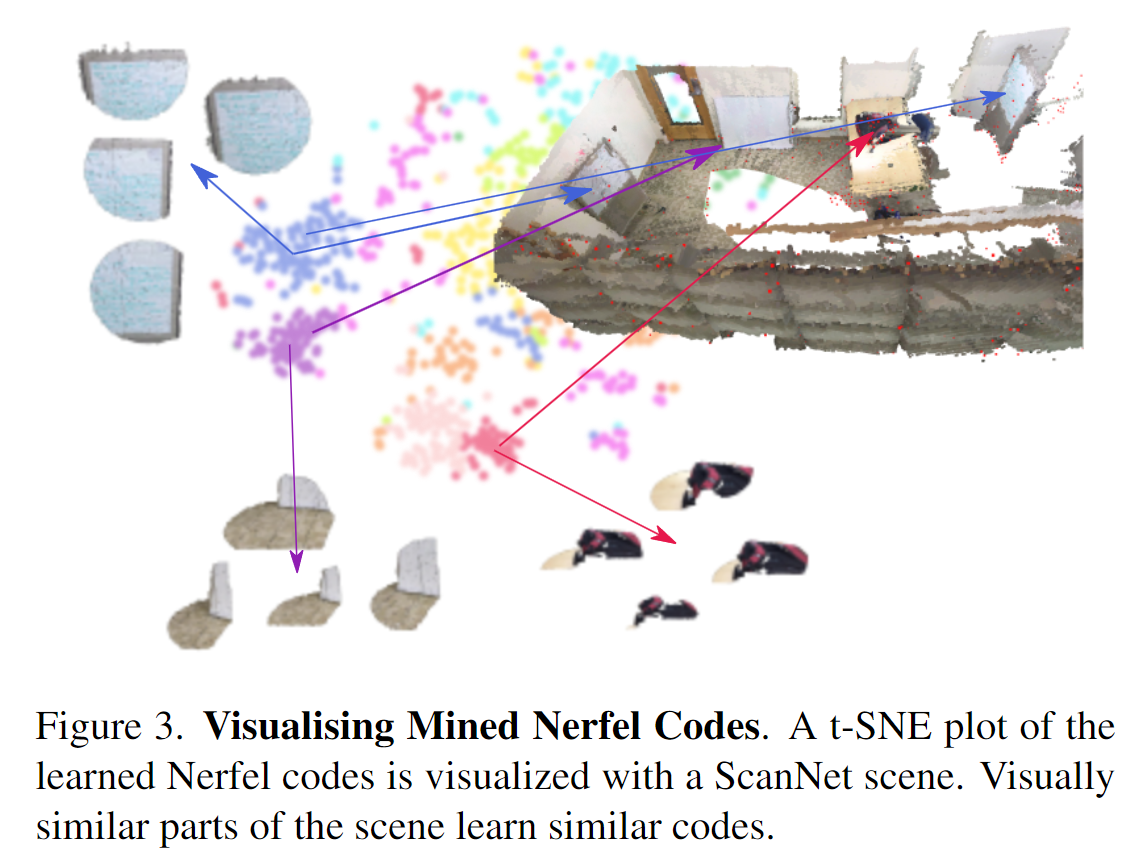 Figure 3. Visualising Mined Nerfel Codes. A t-SNE plot of the
learned Nerfel codes is visualized with a ScanNet scene. Visually
similar parts of the scene learn similar codes.